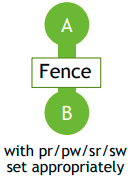 A
Fence
B
with pr/pw/sr/sw
set appropriately